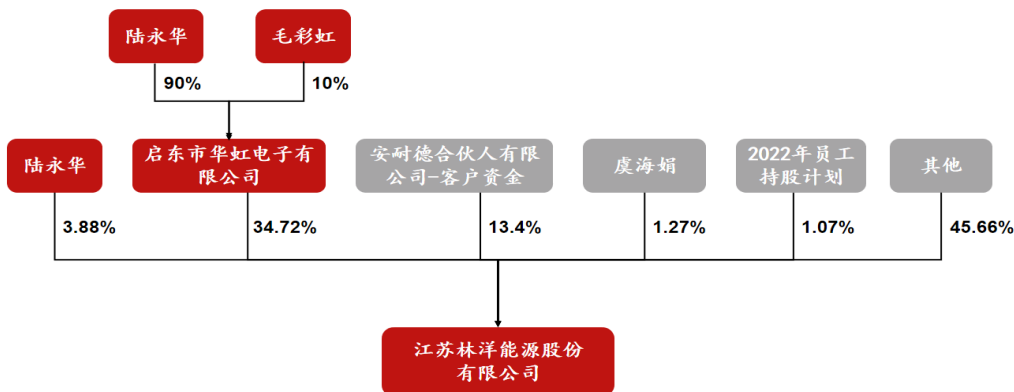 陆永华
毛彩虹
90%
10%
陆永华
启东市华虹电子有
限公司
安耐德合伙人有限
公司-客户资金
虞海娟
2022年员工
持股计划
其他
3.88%
34.72%
13.4%
1.27%
1.07%
45.66%
江苏林洋能源股份
有限公司